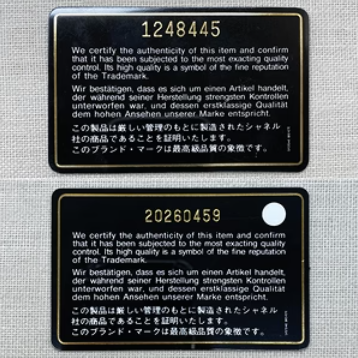 1248445
We certify the authenticity of this item and confirm
that it has been subjected to the most exacting quality
control. Its high quality is a symbol of the fine reputation
of the Trademark.
Wir bestätigen, dass es sich um einen Artikel handelt,
der während seiner Herstellung strengsten Kontrollen
unterworfen war, und dessen erstklassige Qualität
dem hohen Ansehen unserer Marke entspricht.
この製品は厳しい管理のもとに製造されたシャネル
社の商品であることを証明いたします。
このブランド・マークは最高級品質の象徴です。
20260459
We certify the authenticity of this item and confirm
that it has been subjected to the most exacting quality
control. Its high quality is a symbol of the fine reputation
of the Trademark.
Wir bestätigen, dass es sich um einen Artikel handelt,
der während seiner Herstellung strengsten Kontrollen
unterworfen war, und dessen erstklassige Qualität
dem hohen Ansehen unserer Marke entspricht.
この製品は厳しい管理のもとに製造されたシャネル
社の商品であることを証明いたします。
このブランド・マークは最高級品質の象徴です。